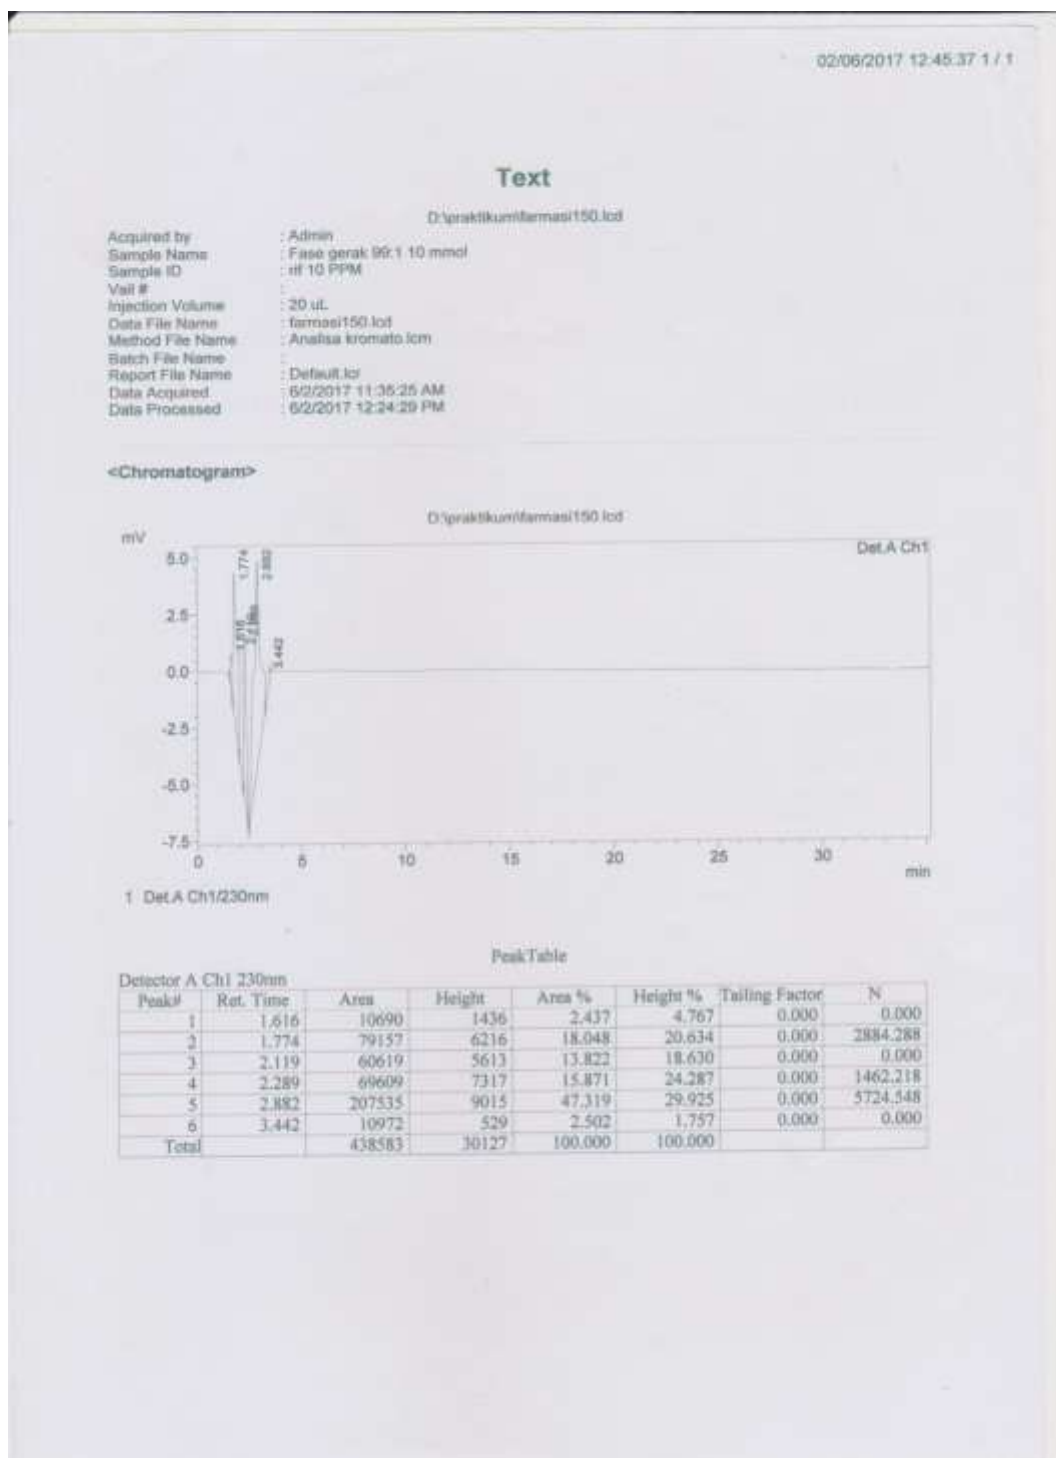 02/06/2017 12:45:37 1 / 1
Text
D:\praktikum\farmasi150.lcd
Acquired by : Admin
Sample Name : Fase gerak 99:1 10 mmol
Sample ID : rif 10 PPM
Vail # :
Injection Volume : 20 uL
Data File Name : farmasi150.lcd
Method File Name : Analisa kromato.lcm
Batch File Name :
Report File Name : Default.lcr
Data Acquired : 6/2/2017 11:35:25 AM
Data Processed : 6/2/2017 12:24:29 PM
<Chromatogram>
D:\praktikum\farmasi150.lcd
mV
Det.A Ch1
5.0
2.5
0.0
-2.5
-5.0
-7.5
1.616
1.774
2.882
3.442
0 5 10 15 20 25 30
min
1 Det.A Ch1/230nm
PeakTable
Detector A Ch1 230nm
Peak# Ret. Time Area Height Area % Height % Tailing Factor N
1 1.616 10690 1436 2.437 4.767 0.000 0.000
2 1.774 79157 6216 18.048 20.634 0.000 2884.288
3 2.119 60619 5613 13.822 18.630 0.000 0.000
4 2.289 69609 7317 15.871 24.287 0.000 1462.218
5 2.882 207535 9015 47.319 29.925 0.000 5724.548
6 3.442 10972 529 2.502 1.757 0.000 0.000
Total 438583 30127 100.000 100.000